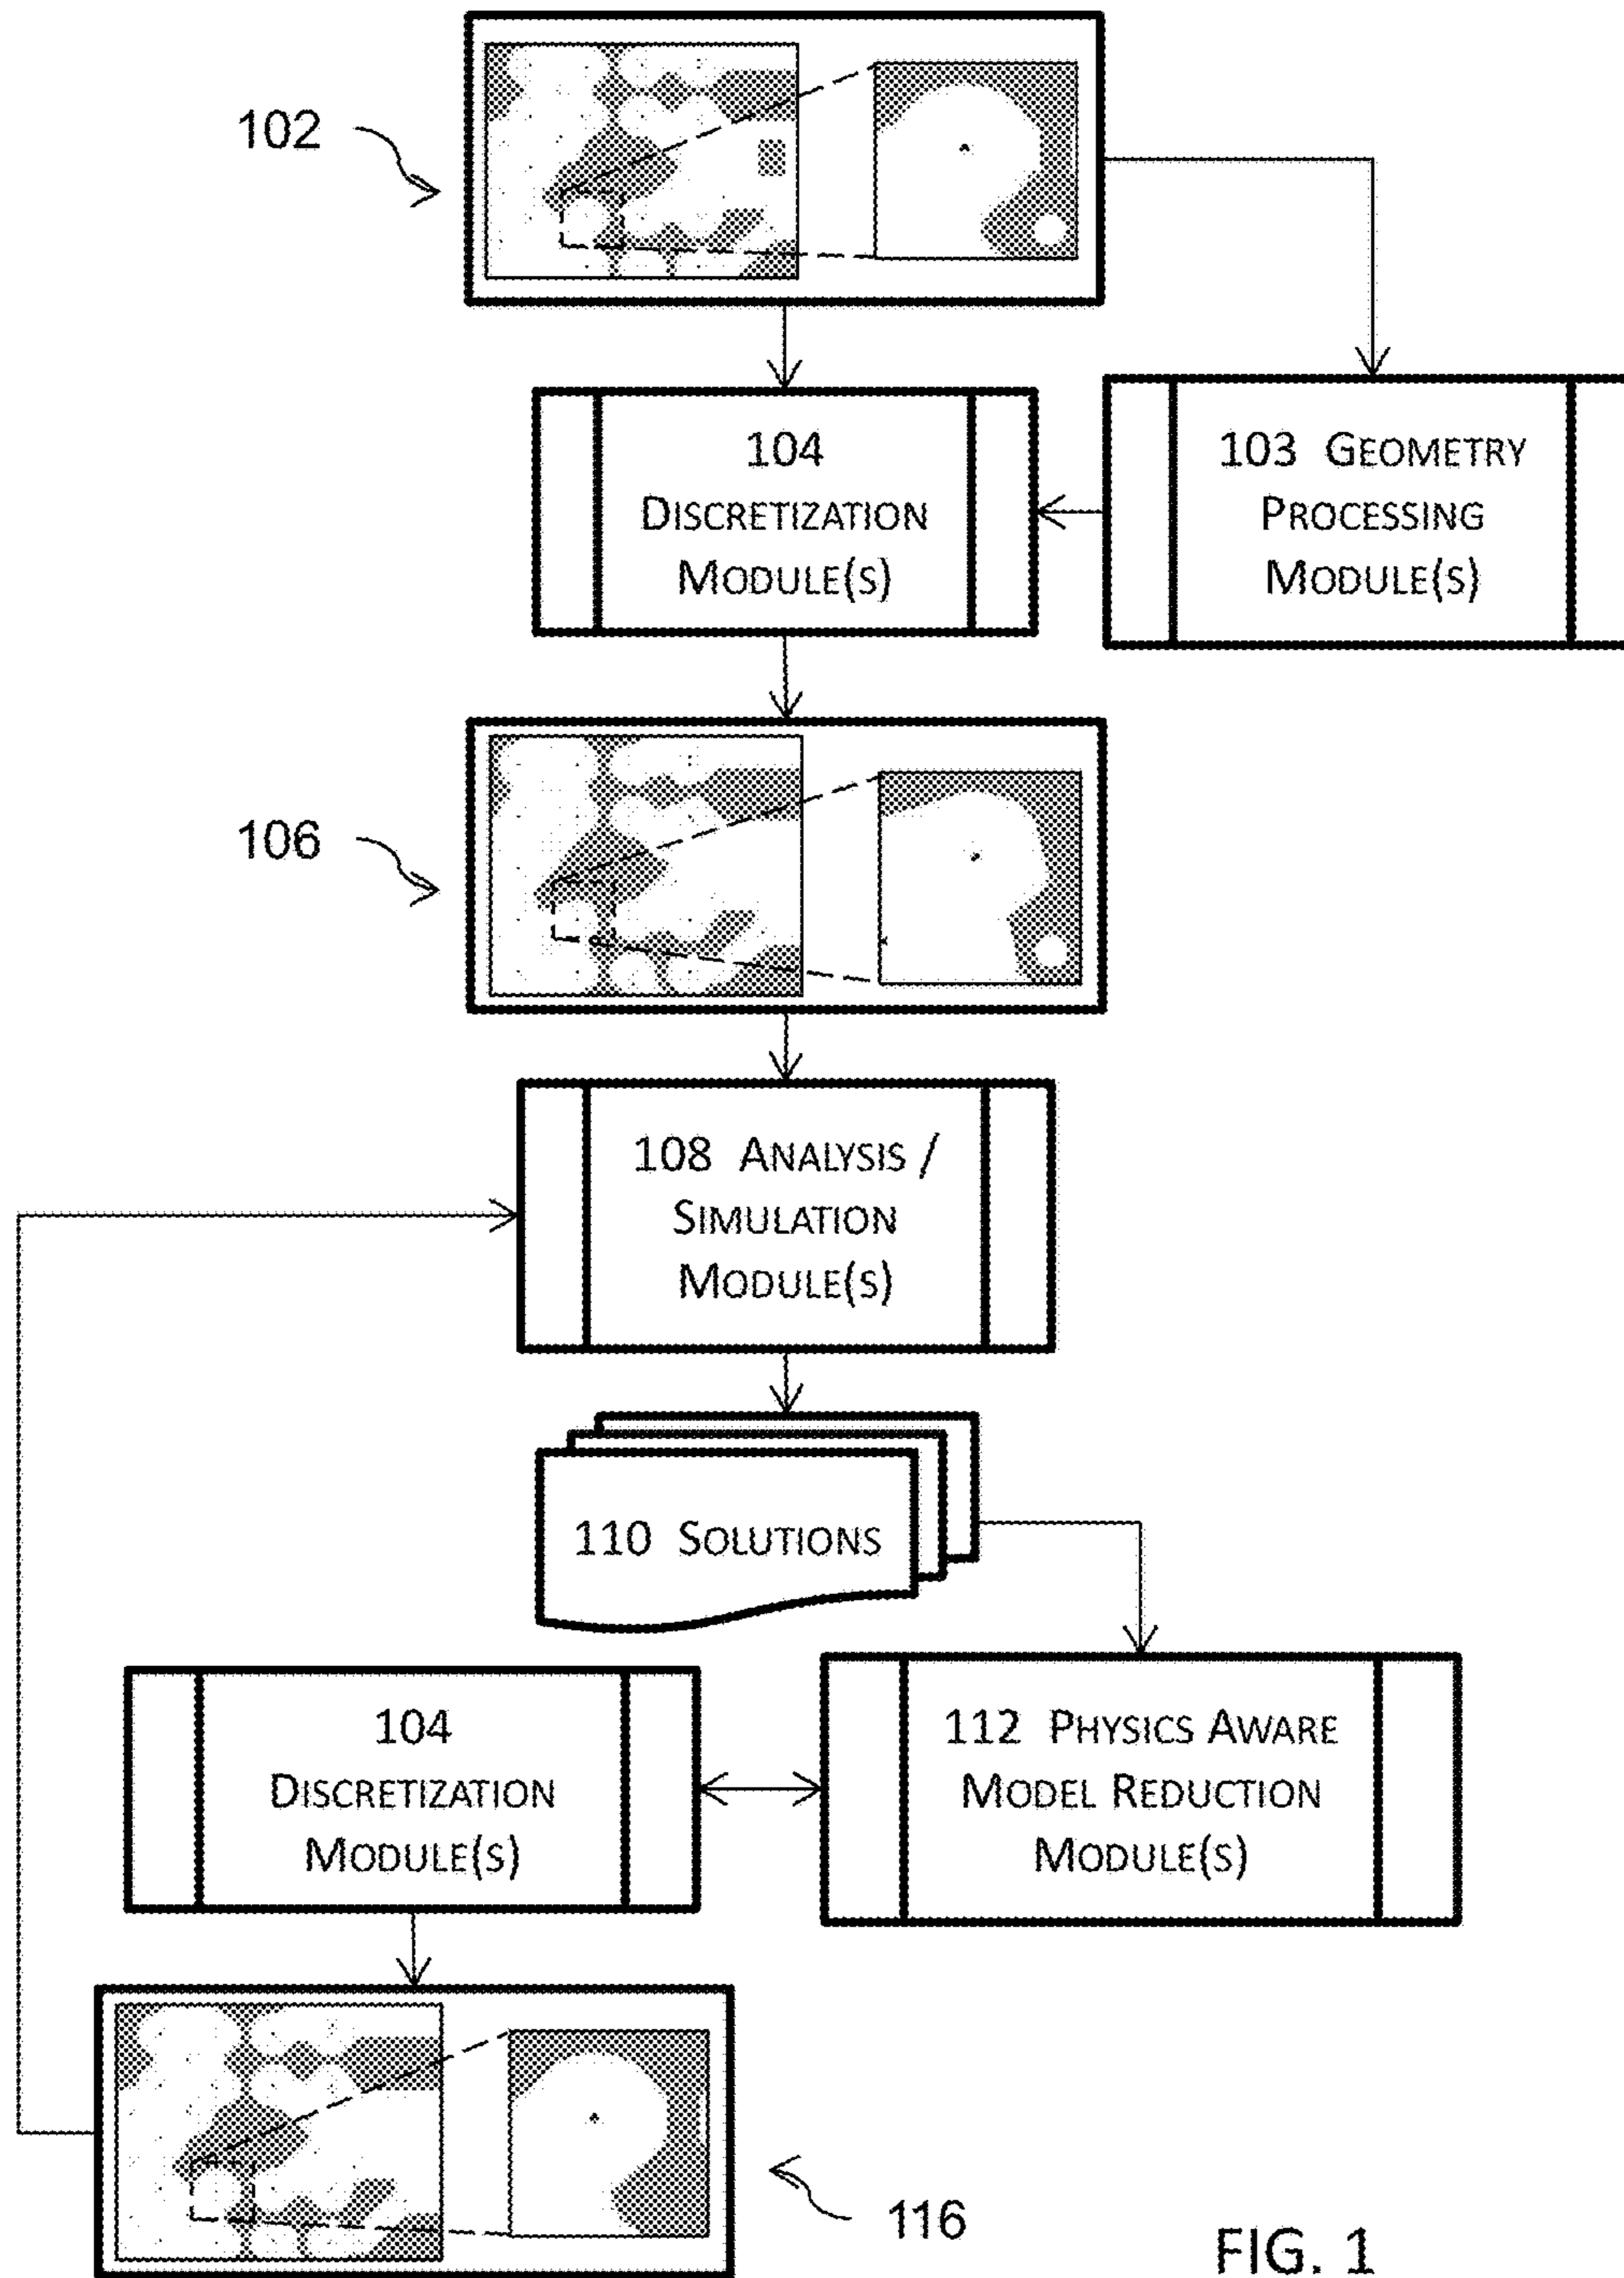 102
104
DISCRETIZATION
MODULE(S)
103 GEOMETRY
PROCESSING
MODULE(S)
106
108 ANALYSIS /
SIMULATION
MODULE(S)
110 SOLUTIONS
104
DISCRETIZATION
MODULE(S)
112 PHYSICS AWARE
MODEL REDUCTION
MODULE(S)
116
FIG. 1